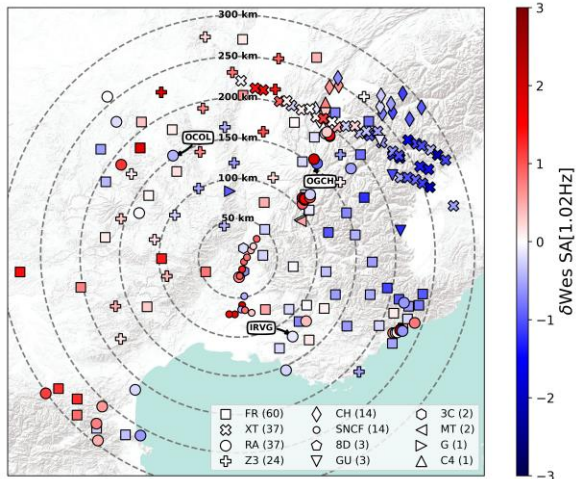 300 km
250 km
200 km
150 km
100 km
50 km
OCOL
OGCH
IRVG
FR (60)
XT (37)
RA (37)
Z3 (24)
CH (14)
SNCF (14)
8D (3)
GU (3)
3C (2)
MT (2)
G (1)
C4 (1)
3
2
1
0
−1
−2
−3
δWes SA[1.02Hz]